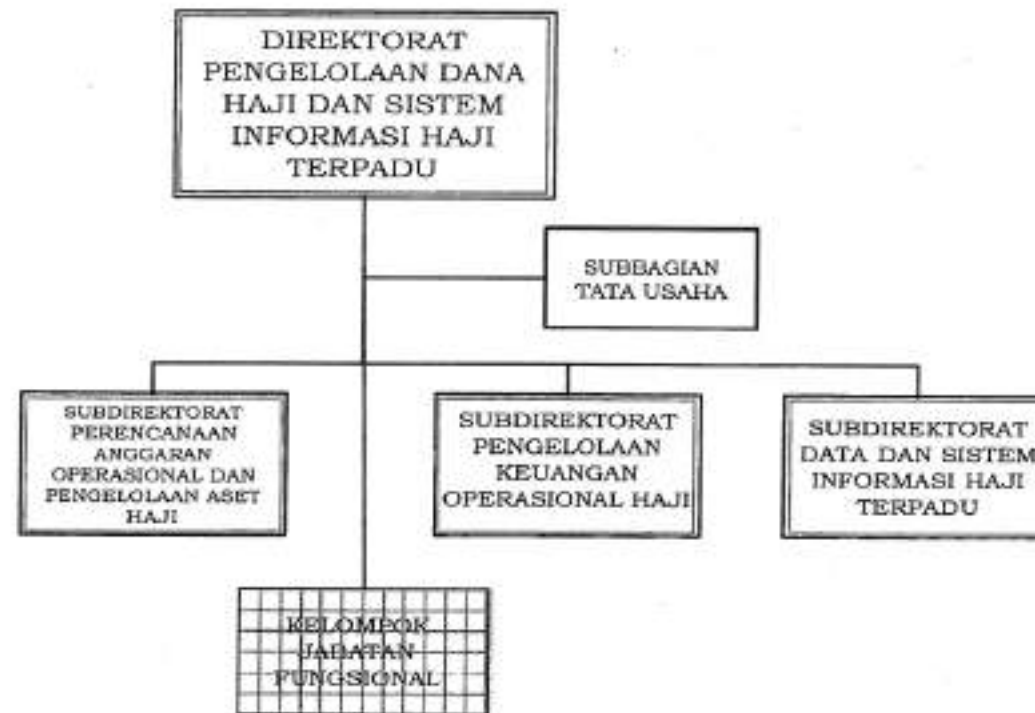 DIREKTORAT
PENGELOLAAN DANA
HAJI DAN SISTEM
INFORMASI HAJI
TERPADU
SUBBAGIAN
TATA USAHA
SUBDIREKTORAT
PERENCANAAN
ANGGARAN
OPERASIONAL DAN
PENGELOLAAN ASET
HAJI
SUBDIREKTORAT
PENGELOLAAN
KEUANGAN
OPERASIONAL HAJI
SUBDIREKTORAT
DATA DAN SISTEM
INFORMASI HAJI
TERPADU
KELOMPOK
JABATAN
FUNGSIONAL